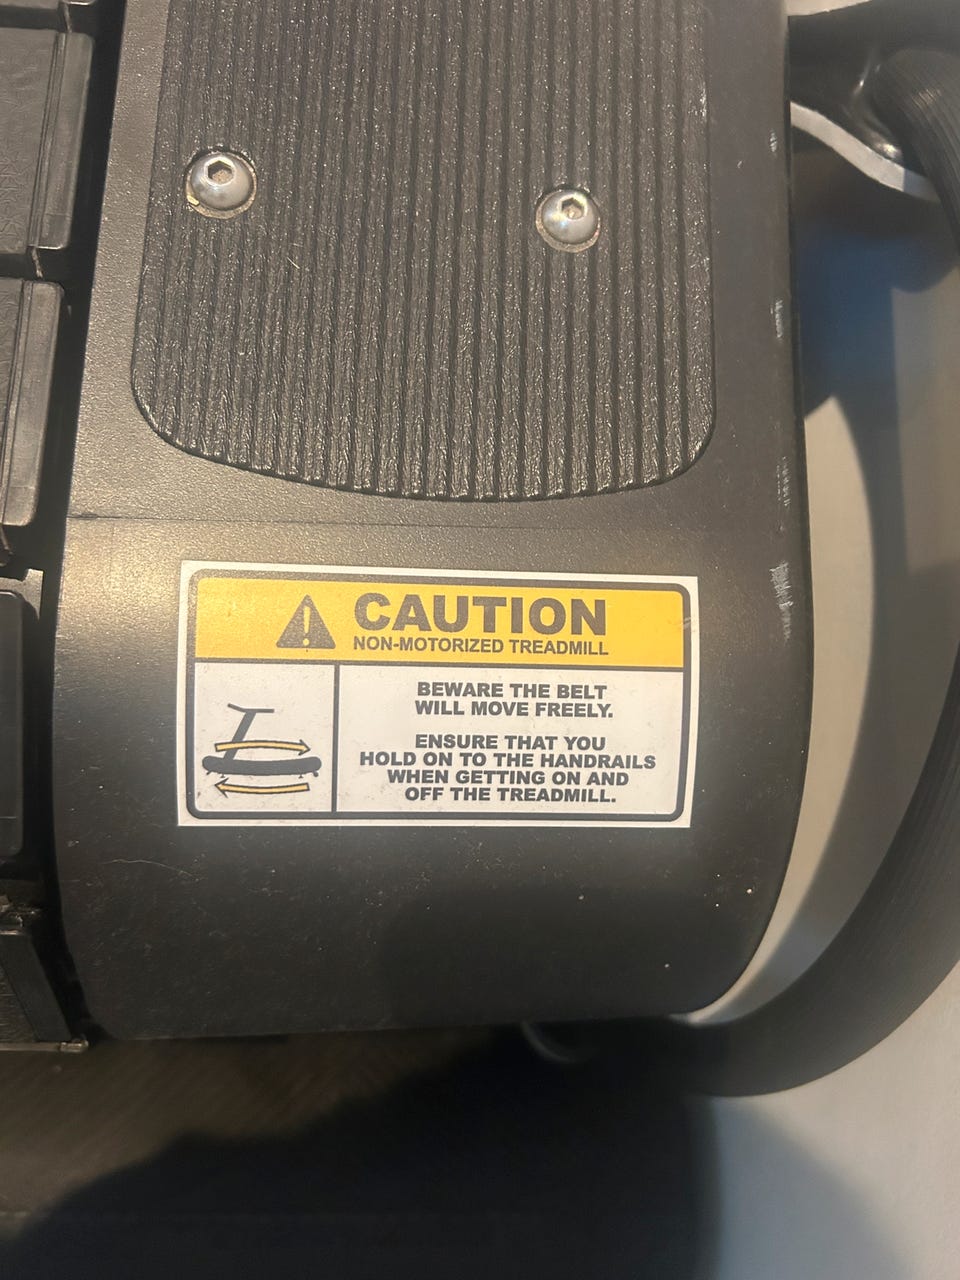 CAUTION
NON-MOTORIZED TREADMILL
BEWARE THE BELT
WILL MOVE FREELY.
ENSURE THAT YOU
HOLD ON TO THE HANDRAILS
WHEN GETTING ON AND
OFF THE TREADMILL.